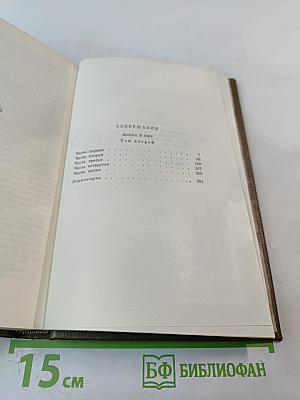 СОДЕРЖАНИЕ
ВОЙНА И МИР
Том второй
Часть первая
Часть вторая
Часть третья
Часть четвертая
Часть пятая
Комментарии
15 см
БФ БИБЛИОФАН